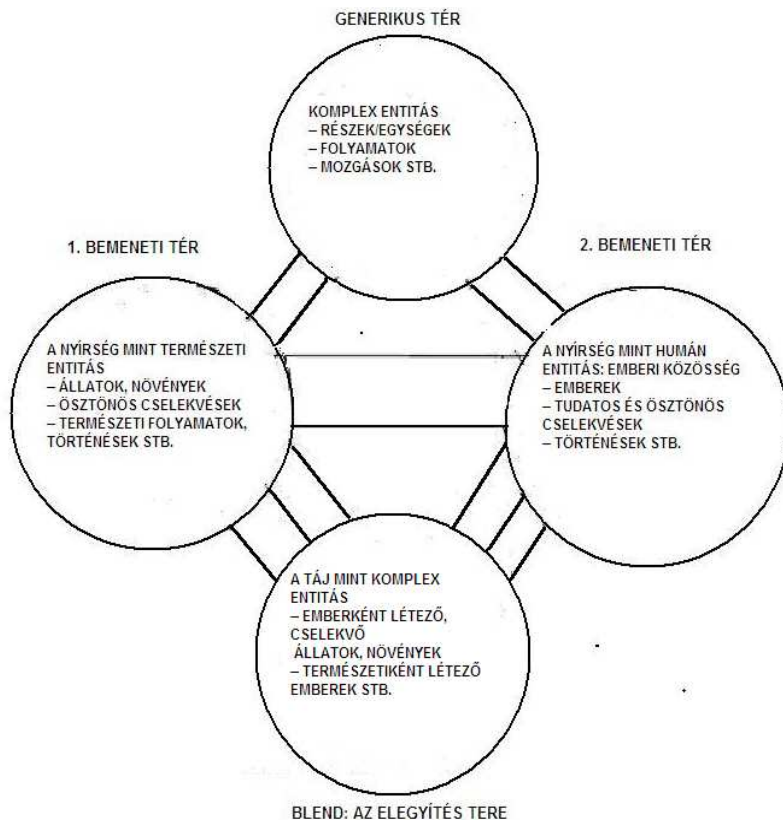 GENERIKUS TÉR
KOMPLEX ENTITÁS
– RÉSZEK/EGYSÉGEK
– FOLYAMATOK
– MOZGÁSOK STB.
1. BEMENETI TÉR
2. BEMENETI TÉR
A NYÍRSÉG MINT TERMÉSZETI
ENTITÁS
– ÁLLATOK, NÖVÉNYEK
– ÖSZTÖNÖS CSELEKVÉSEK
– TERMÉSZETI FOLYAMATOK,
TÖRTÉNÉSEK STB.
A NYÍRSÉG MINT HUMÁN
ENTITÁS: EMBERI KÖZÖSSÉG
– EMBEREK
– TUDATOS ÉS ÖSZTÖNÖS
CSELEKVÉSEK
– TÖRTÉNÉSEK STB.
A TÁJ MINT KOMPLEX
ENTITÁS
– EMBERKÉNT LÉTEZŐ,
CSELEKVŐ
ÁLLATOK, NÖVÉNYEK
– TERMÉSZETIKÉNT LÉTEZŐ
EMBEREK STB.
BLEND: AZ ELEGYÍTÉS TERE